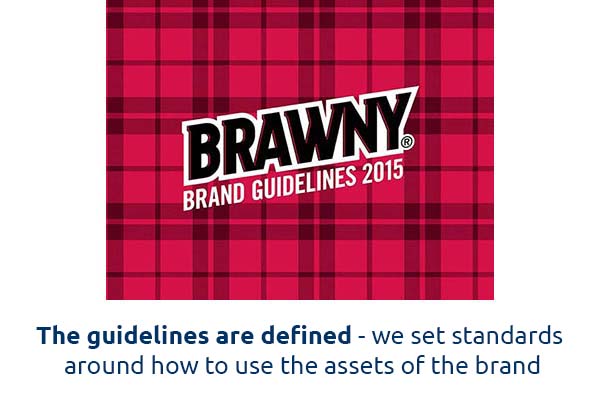 BRAWNY®
BRAND GUIDELINES 2015
The guidelines are defined - we set standards
around how to use the assets of the brand